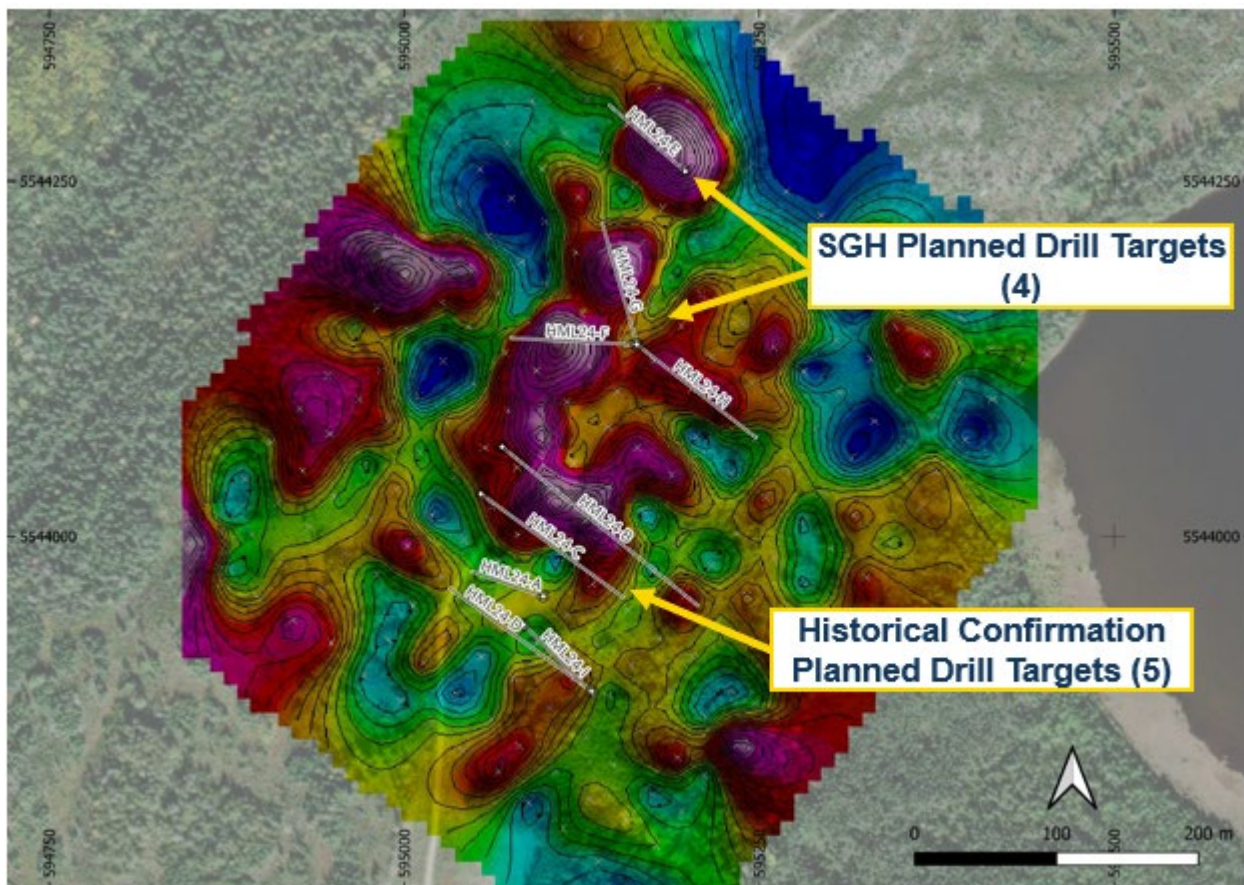 594750
595000
595250
595500
HML24-E
5544250
5544250
SGH Planned Drill Targets
(4)
HML24-G
HML24-F
HML24-H
HML24-B
HML24-C
5544000
5544000
HML24-A
HML24-D
HML24-I
Historical Confirmation
Planned Drill Targets (5)
0 100 200 m
594750
595000
595250
595500